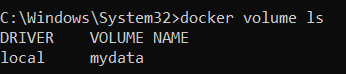 C:\Windows\System32>docker volume ls
DRIVER    VOLUME NAME
local     mydata